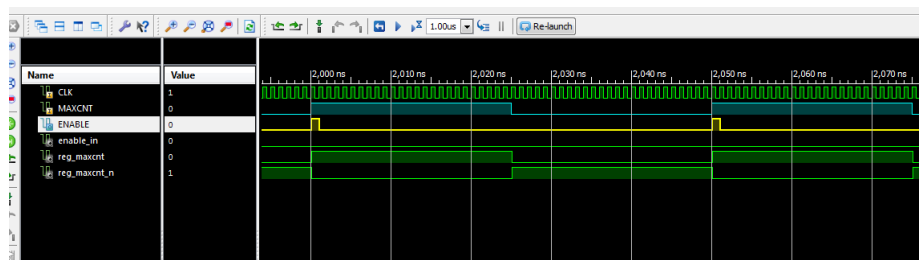 1.00us Re-launch
Name Value
2,000 ns 2,010 ns 2,020 ns 2,030 ns 2,040 ns 2,050 ns 2,060 ns 2,070 ns
CLK 1
MAXCNT 0
ENABLE 0
enable_in 0
reg_maxcnt 0
reg_maxcnt_n 1